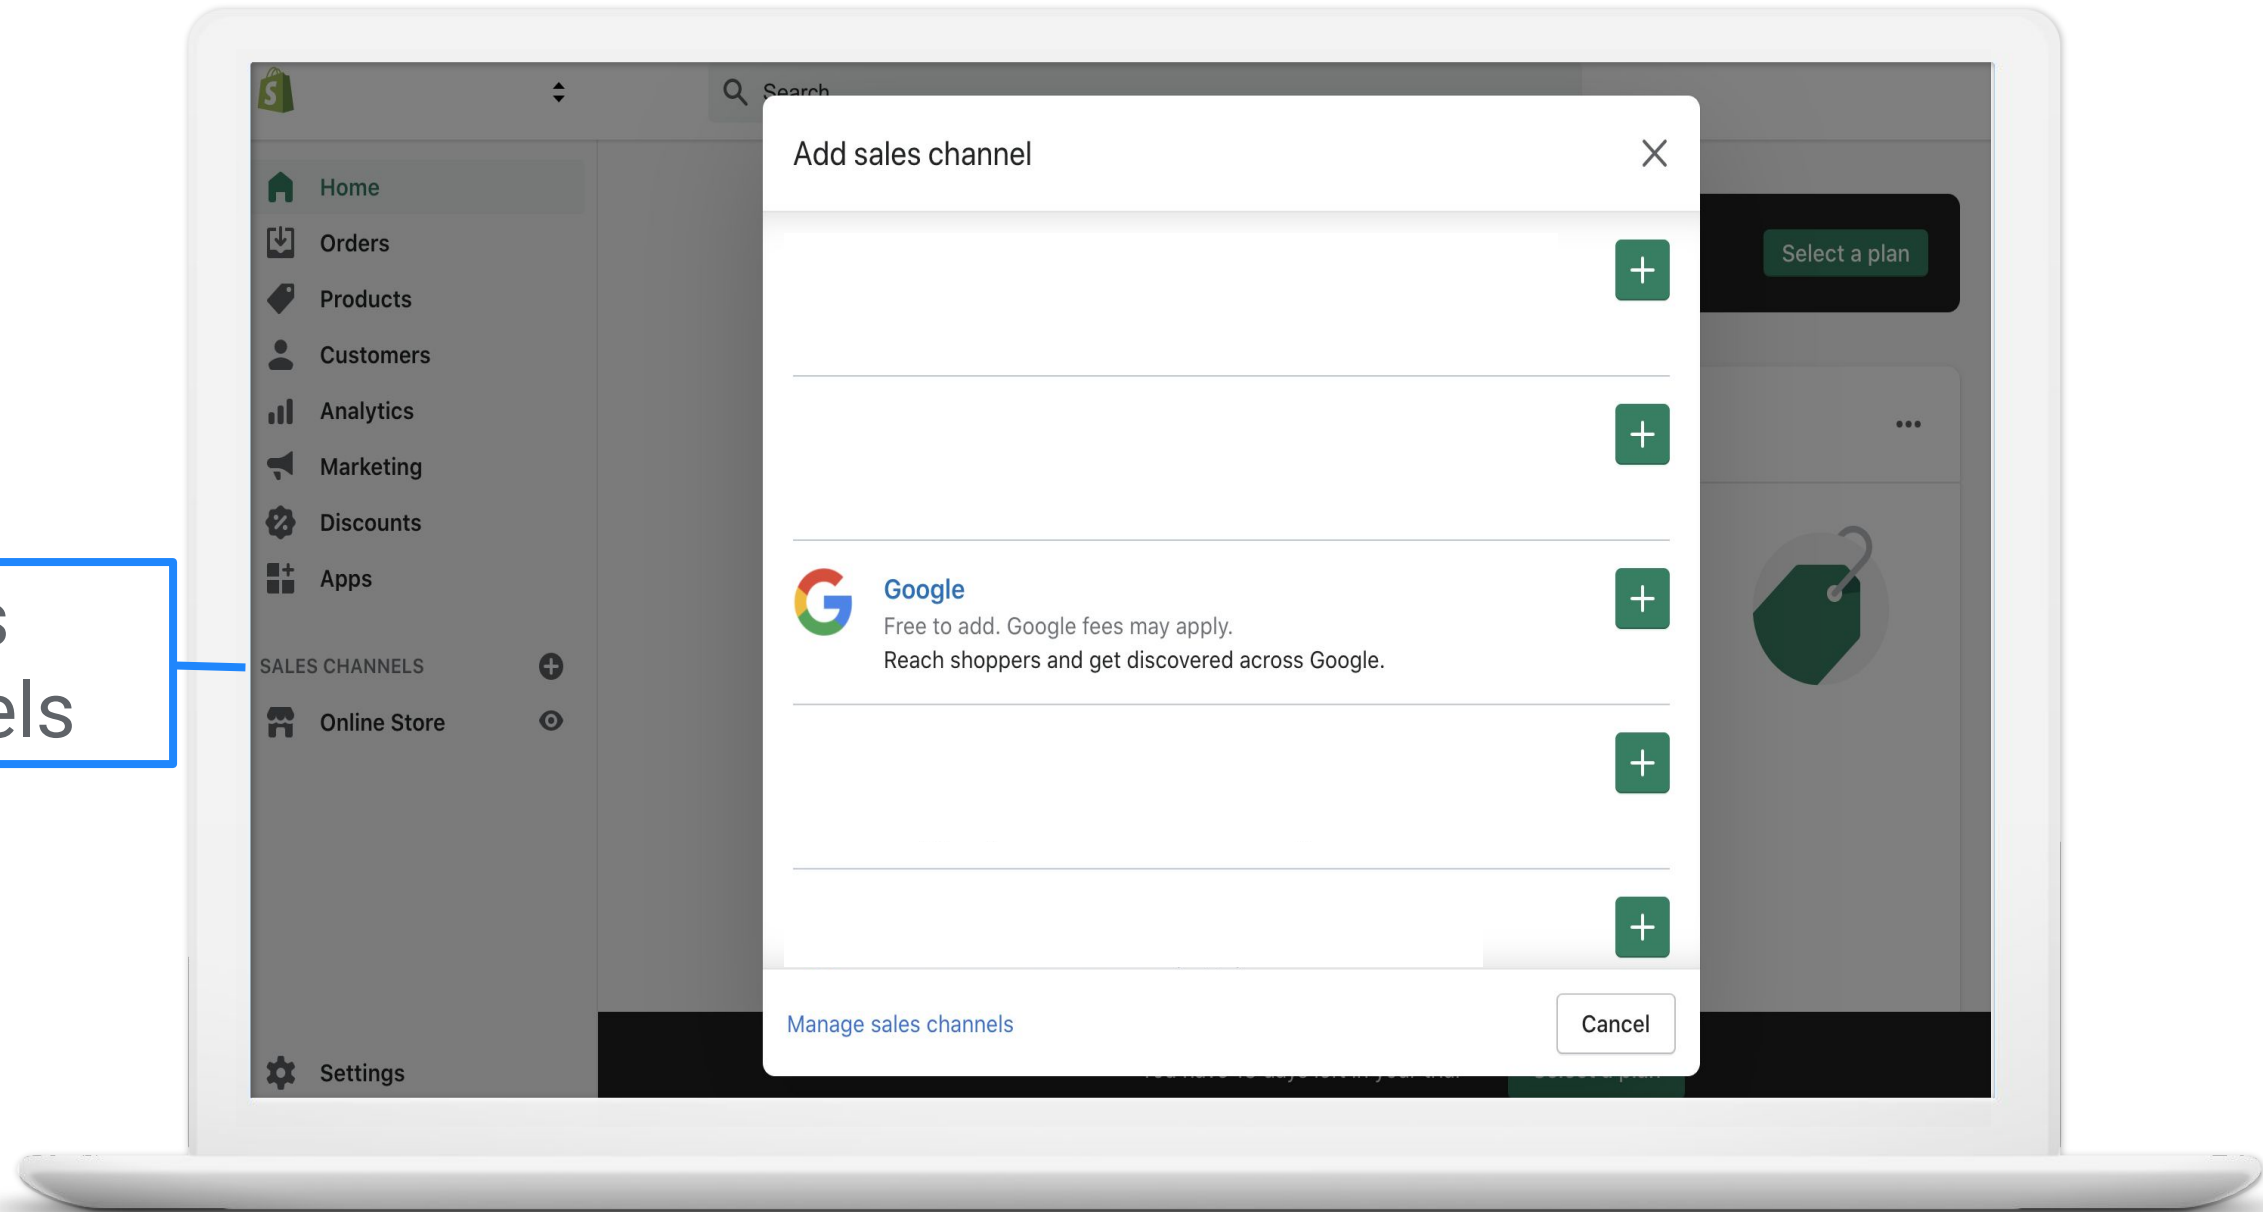 Search
Add sales channel
Home
Orders
Products
Customers
Analytics
Marketing
Discounts
Apps
SALES CHANNELS
Online Store
Settings
Select a plan
Google
Free to add. Google fees may apply.
Reach shoppers and get discovered across Google.
Manage sales channels
Cancel